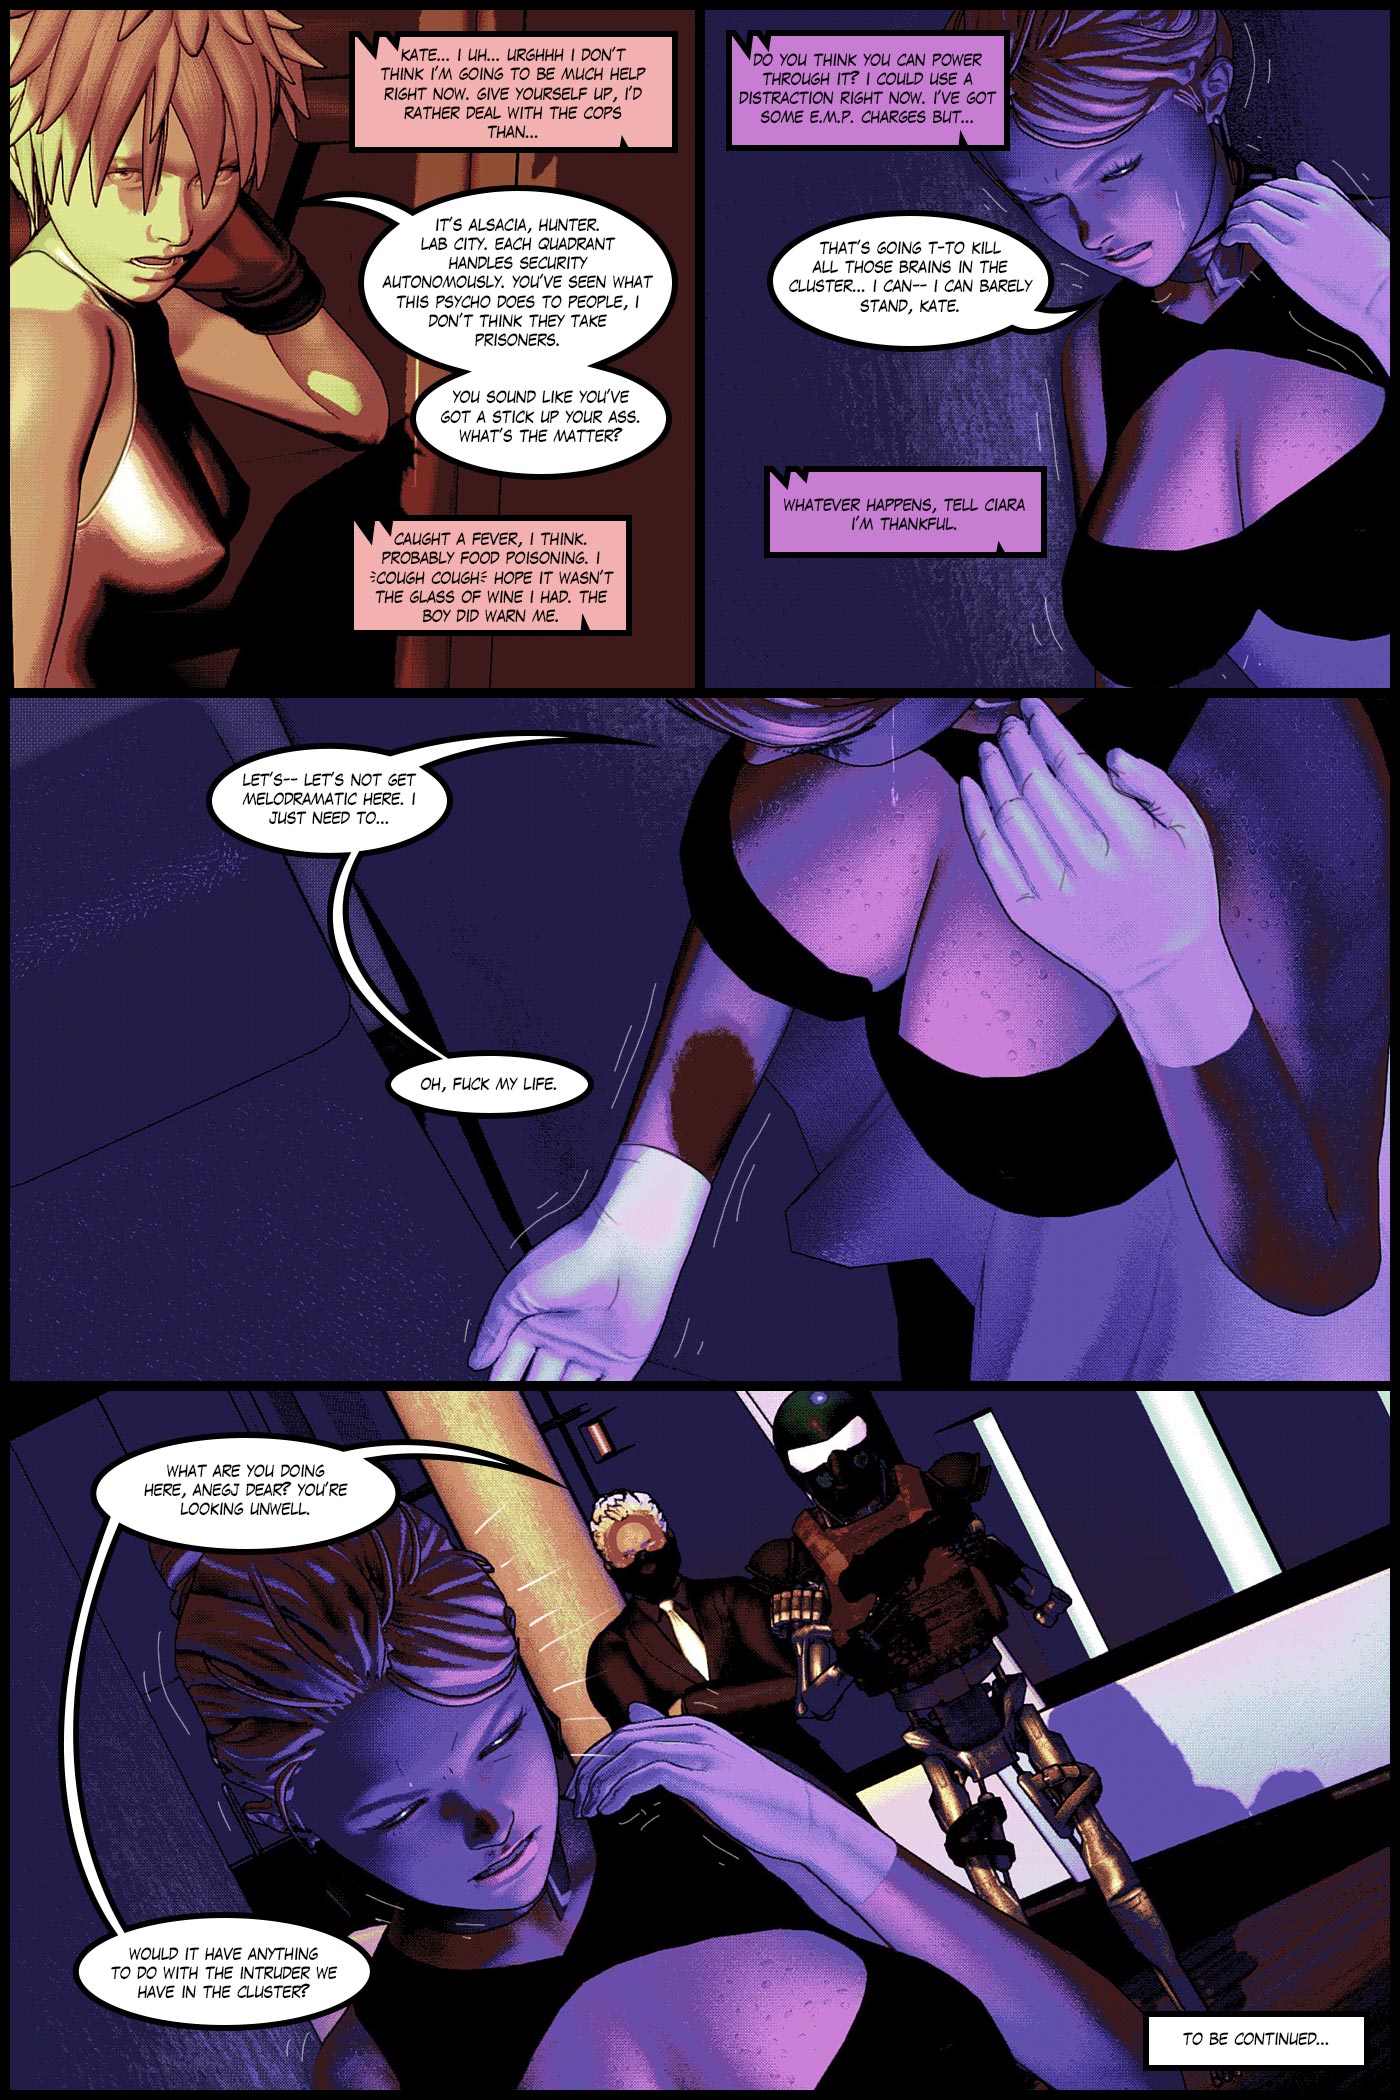 KATE... I UH... URGHHH I DON'T
THINK I'M GOING TO BE MUCH HELP
RIGHT NOW. GIVE YOURSELF UP, I'D
RATHER DEAL WITH THE COPS
THAN...
IT'S ALSACIA, HUNTER.
LAB CITY. EACH QUADRANT
HANDLES SECURITY
AUTONOMOUSLY. YOU'VE SEEN WHAT
THIS PSYCHO DOES TO PEOPLE, I
DON'T THINK THEY TAKE
PRISONERS.
YOU SOUND LIKE YOU'VE
GOT A STICK UP YOUR ASS.
WHAT'S THE MATTER?
CAUGHT A FEVER, I THINK.
PROBABLY FOOD POISONING. I
COUGH COUGH HOPE IT WASN'T
THE GLASS OF WINE I HAD. THE
BOY DID WARN ME.
DO YOU THINK YOU CAN POWER
THROUGH IT? I COULD USE A
DISTRACTION RIGHT NOW. I'VE GOT
SOME E.M.P. CHARGES BUT...
THAT'S GOING T-TO KILL
ALL THOSE BRAINS IN THE
CLUSTER... I CAN-- I CAN BARELY
STAND, KATE.
WHATEVER HAPPENS, TELL CIARA
I'M THANKFUL.
LET'S-- LET'S NOT GET
MELODRAMATIC HERE. I
JUST NEED TO...
OH, FUCK MY LIFE.
WHAT ARE YOU DOING
HERE, ANEGJ DEAR? YOU'RE
LOOKING UNWELL.
WOULD IT HAVE ANYTHING
TO DO WITH THE INTRUDER WE
HAVE IN THE CLUSTER?
TO BE CONTINUED...